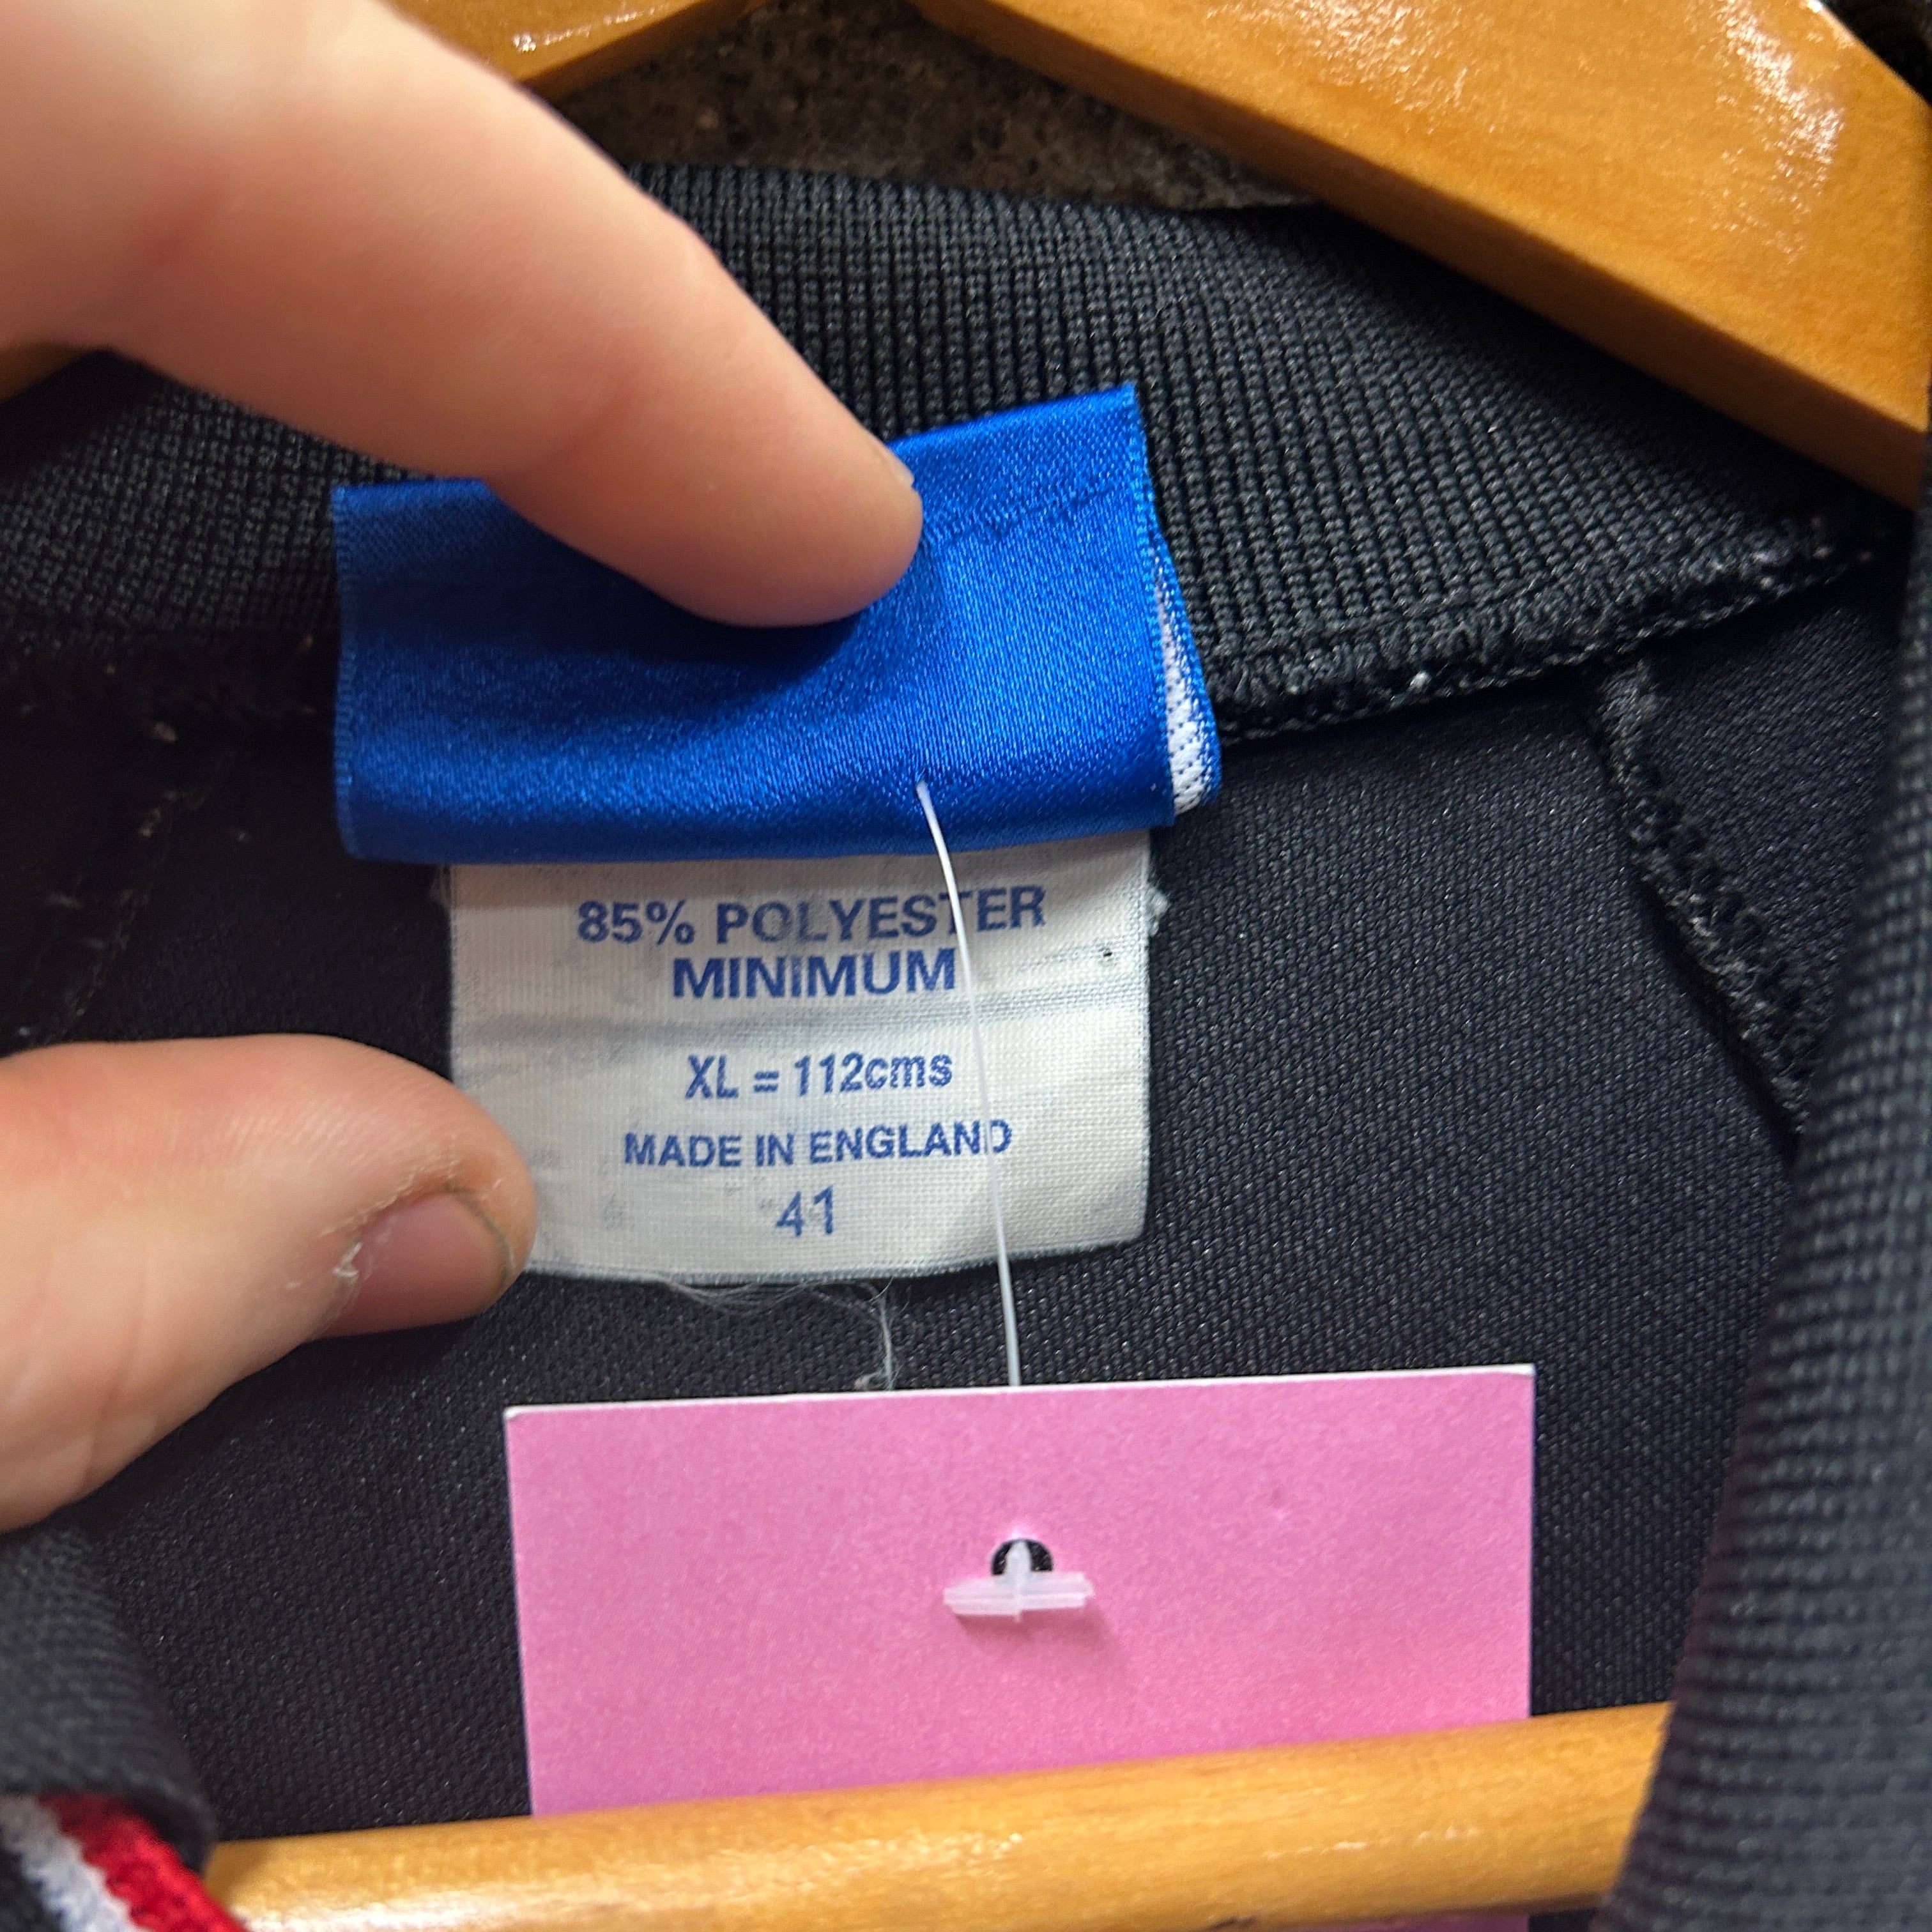 85% POLYESTER
MINIMUM
XL = 112cms
MADE IN ENGLAND
41